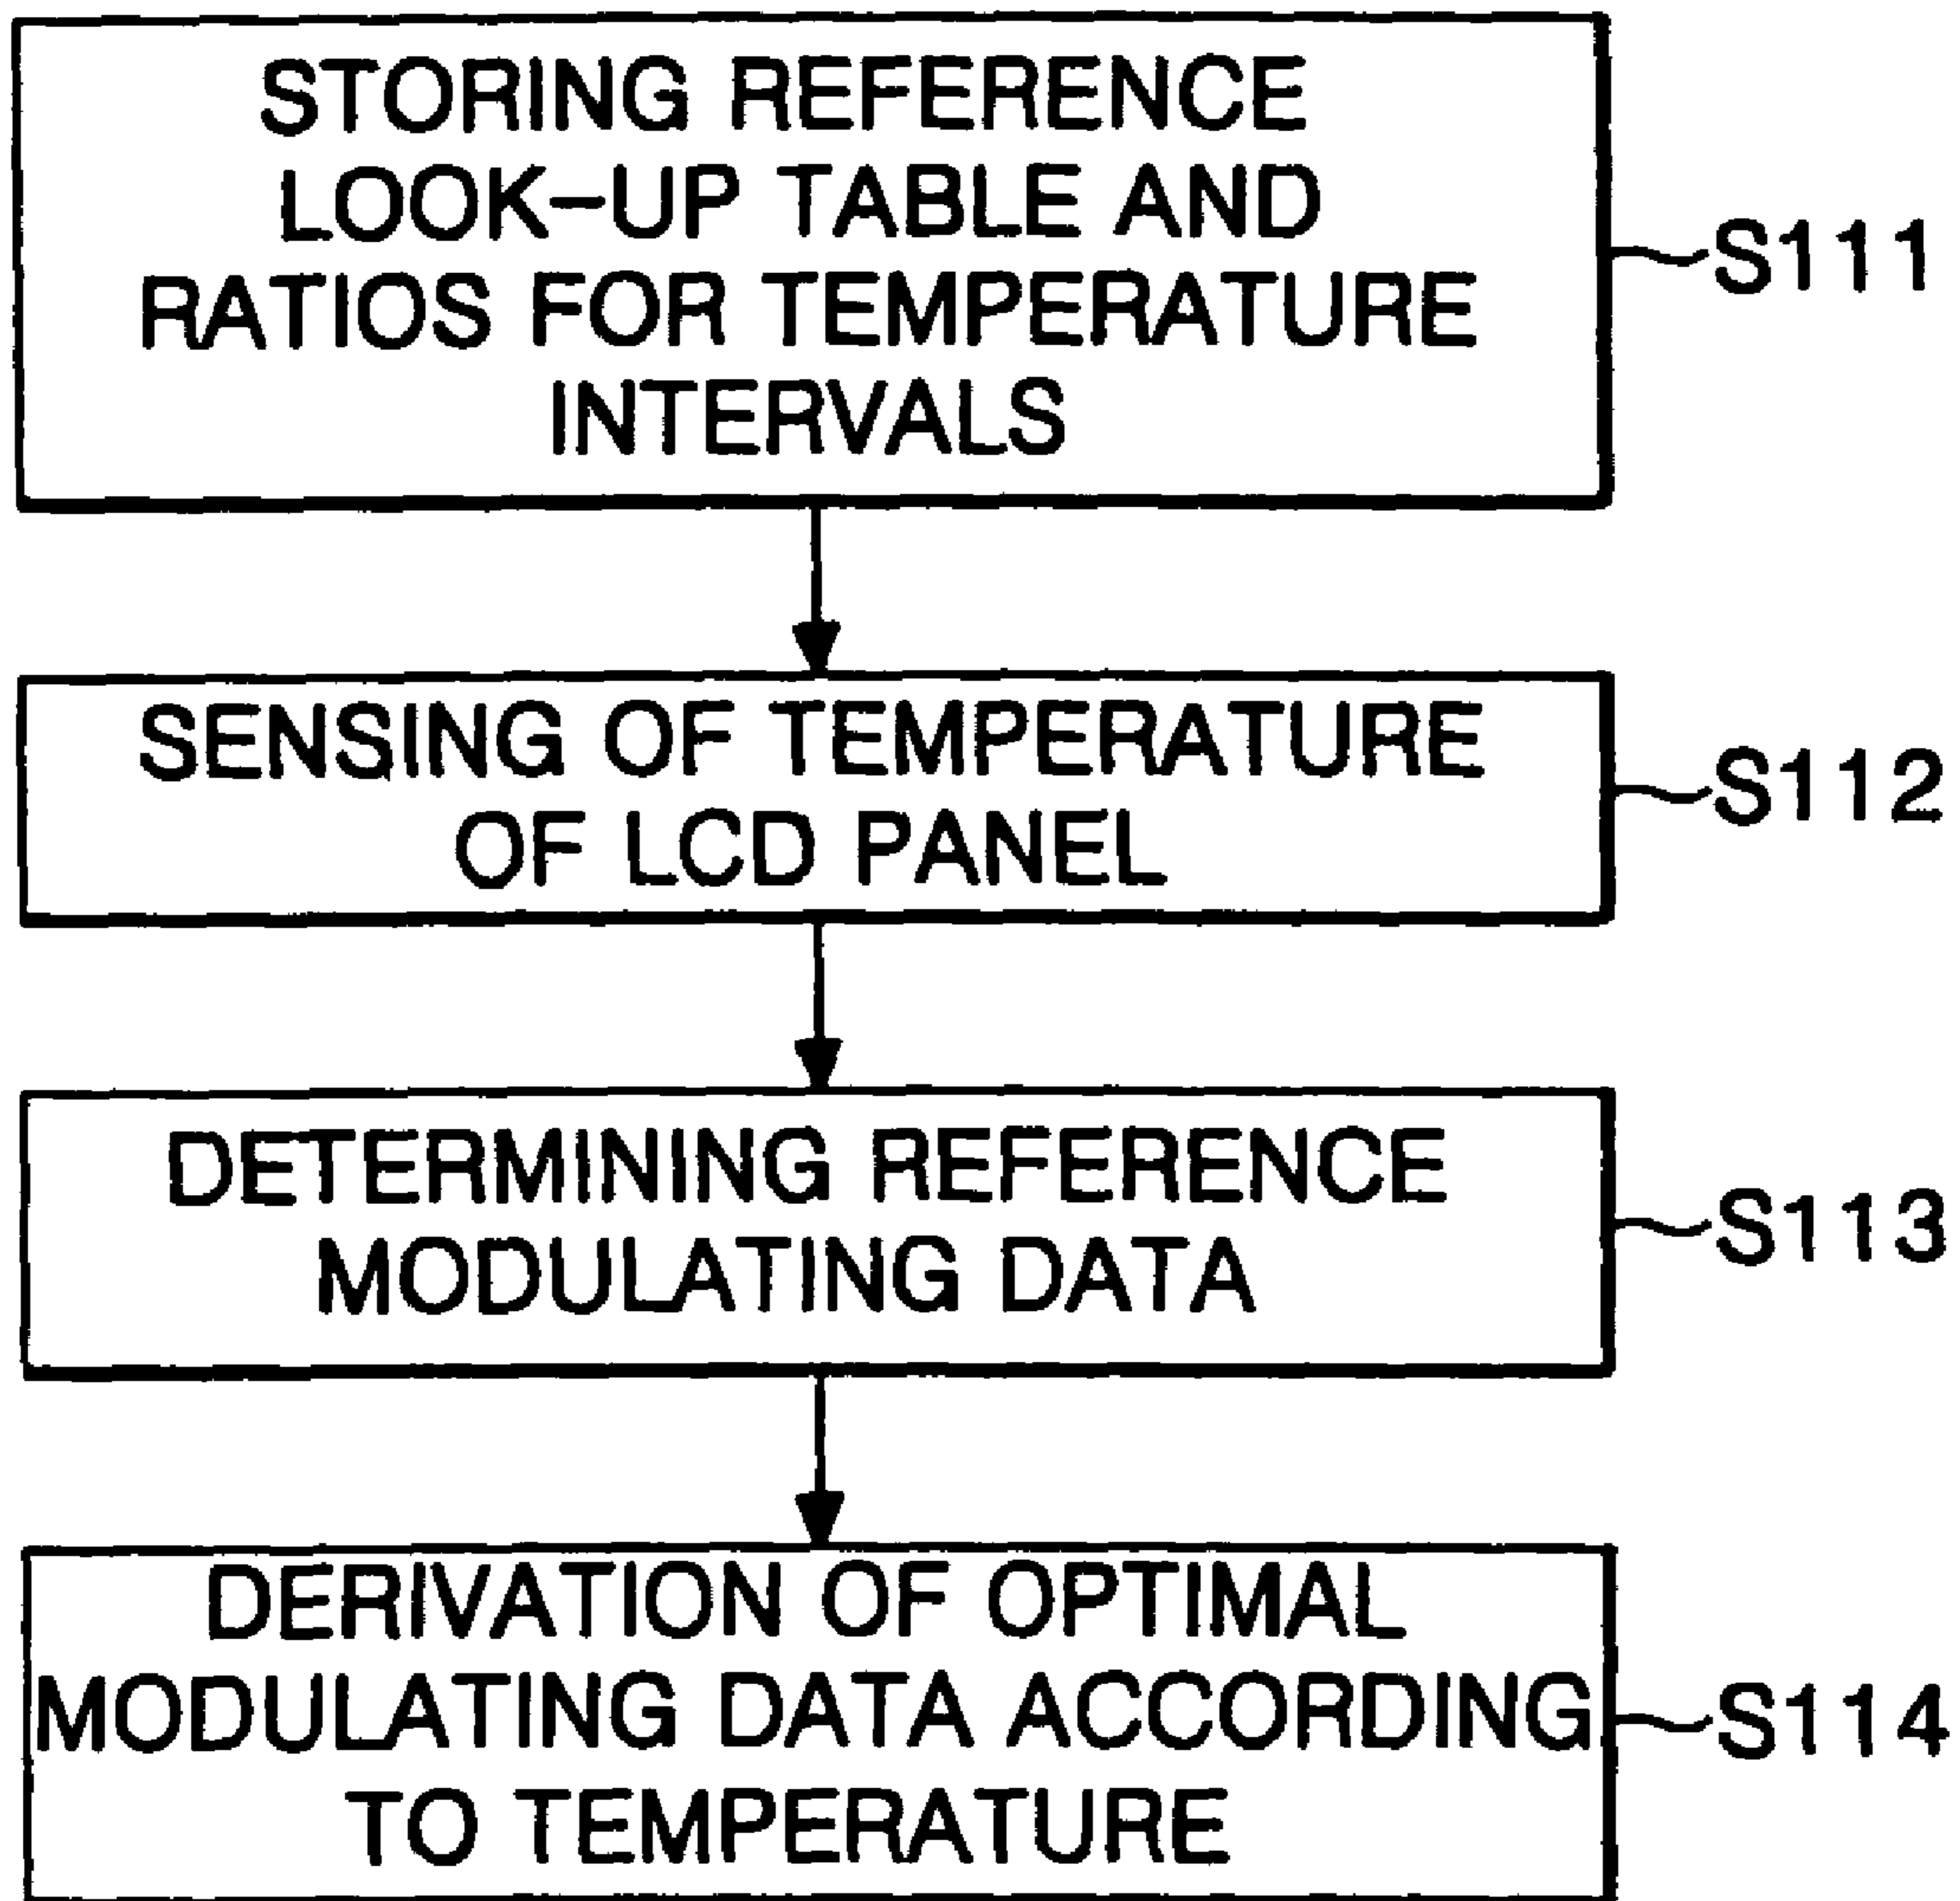 STORING REFERENCE
LOOK-UP TABLE AND
RATIOS FOR TEMPERATURE
INTERVALS
S111
SENSING OF TEMPERATURE
OF LCD PANEL
S112
DETERMINING REFERENCE
MODULATING DATA
S113
DERIVATION OF OPTIMAL
MODULATING DATA ACCORDING
TO TEMPERATURE
S114